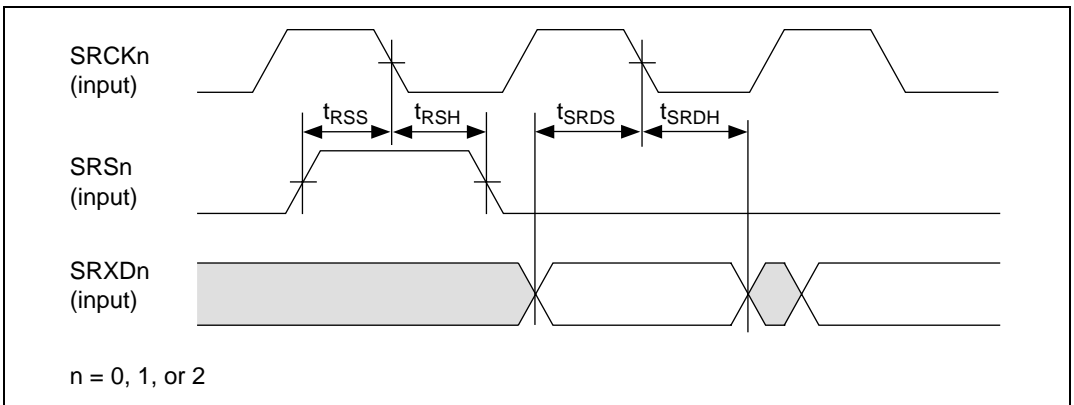 SRCKn
(input)
tRSS tRSH tSRDS tSRDH
SRSn
(input)
SRXDn
(input)
n = 0, 1, or 2